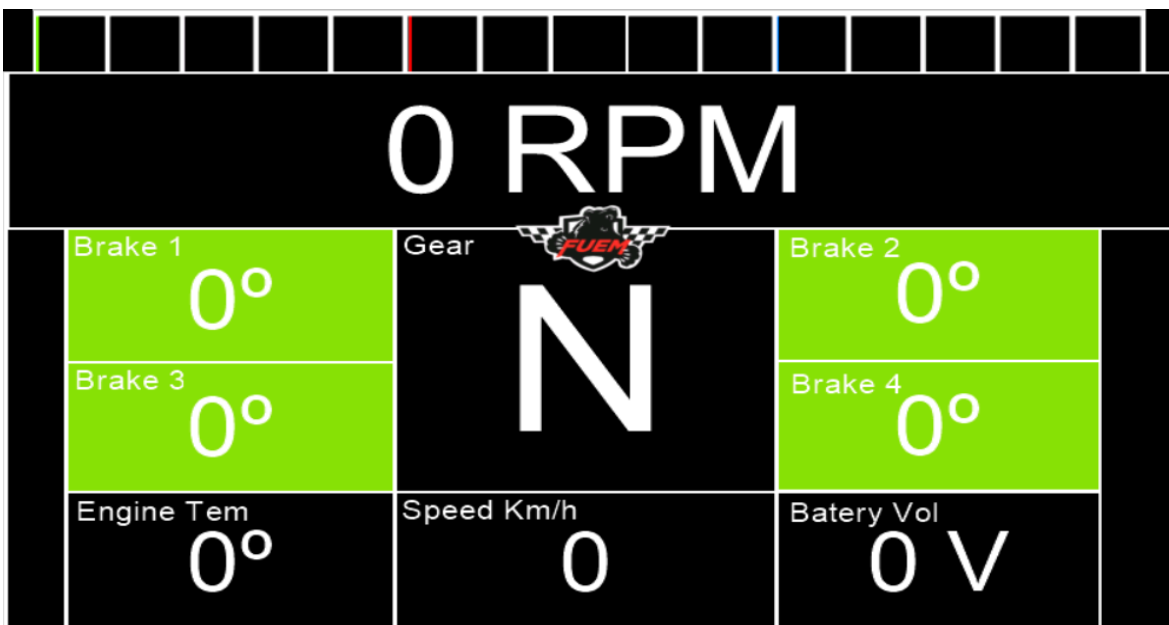 0 RPM
FUEM
Brake 1
0º
Gear
N
Brake 2
0º
Brake 3
0º
Brake 4
0º
Engine Tem
0º
Speed Km/h
0
Batery Vol
0 V